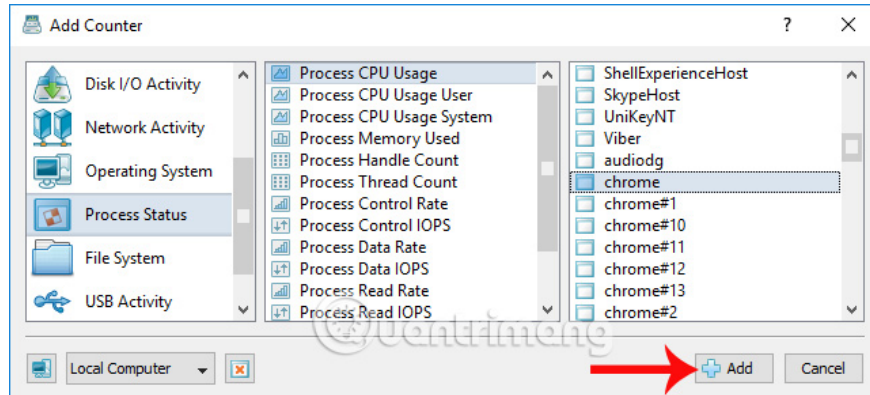 Add Counter
?
Disk I/O Activity
Network Activity
Operating System
Process Status
File System
USB Activity
Process CPU Usage
Process CPU Usage User
Process CPU Usage System
Process Memory Used
Process Handle Count
Process Thread Count
Process Control Rate
Process Control IOPS
Process Data Rate
Process Data IOPS
Process Read Rate
Process Read IOPS
ShellExperienceHost
SkypeHost
UniKeyNT
Viber
audiodg
chrome
chrome#1
chrome#10
chrome#11
chrome#12
chrome#13
chrome#2
Quantrimang
Local Computer
Add
Cancel